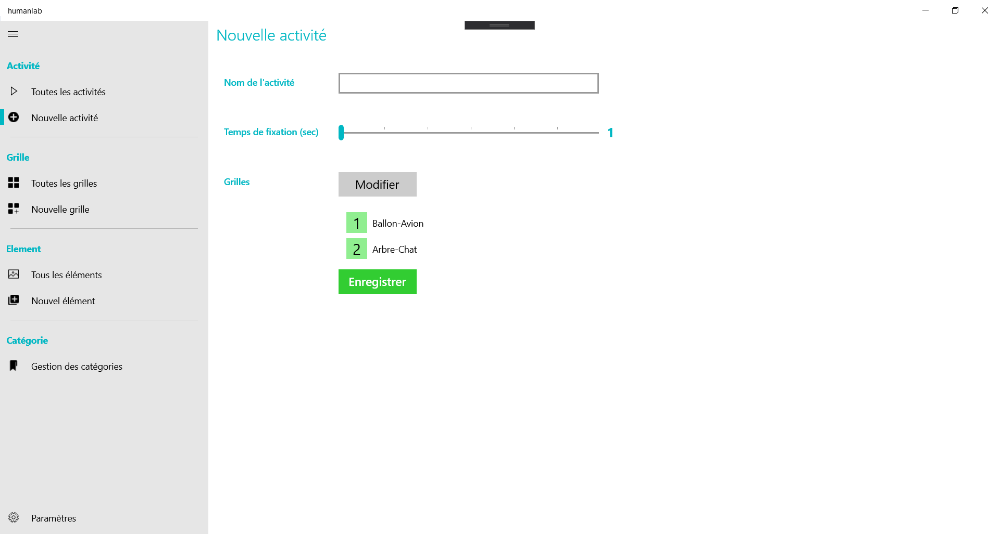 humanlab
Activité
Toutes les activités
Nouvelle activité
Grille
Toutes les grilles
Nouvelle grille
Element
Tous les éléments
Nouvel élément
Catégorie
Gestion des catégories
Paramètres
Nouvelle activité
Nom de l'activité
Temps de fixation (sec) 1
Grilles Modifier
1 Ballon-Avion
2 Arbre-Chat
Enregistrer